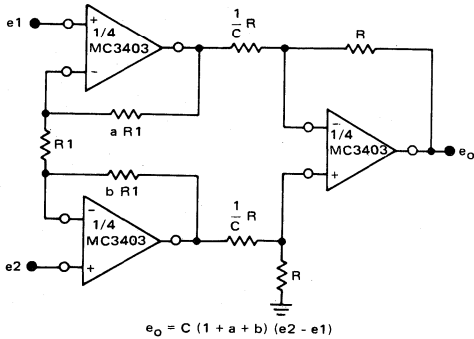 e1
+
1/4
MC3403
−
1/C R
R
a R1
R1
b R1
−
1/4
MC3403
+
e2
−
1/4
MC3403
+
eo
1/C R
R
eo = C (1 + a + b) (e2 - e1)